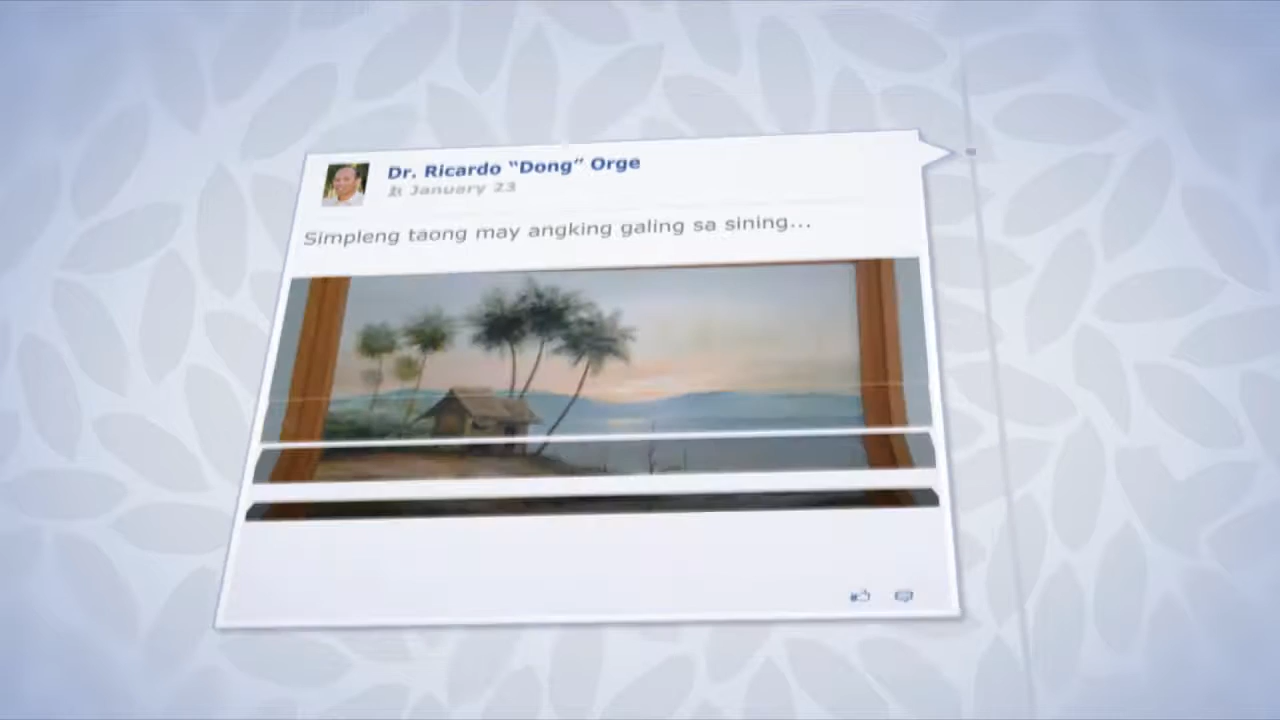 Dr. Ricardo “Dong” Orge
January 23
Simpleng taong may angking galing sa sining...